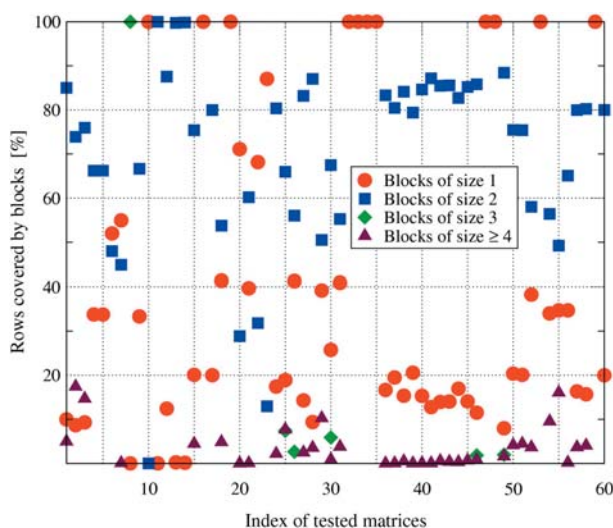 100
80
60
40
20
Rows covered by blocks [%]
Blocks of size 1
Blocks of size 2
Blocks of size 3
Blocks of size ≥ 4
10 20 30 40 50 60
Index of tested matrices